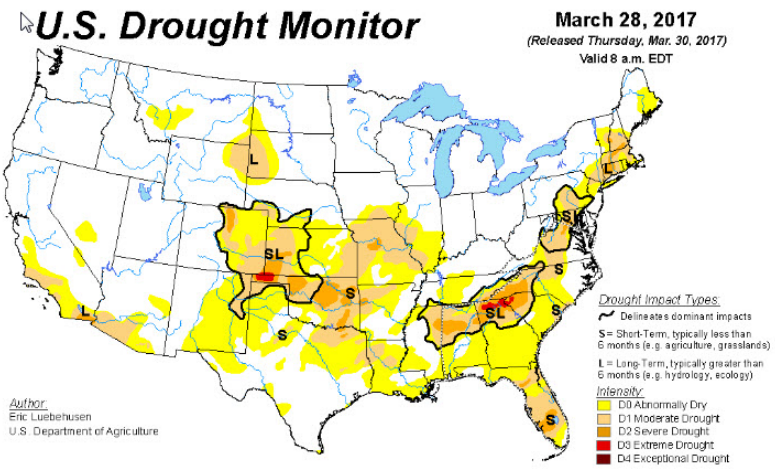 U.S. Drought Monitor
March 28, 2017
(Released Thursday, Mar. 30, 2017)
Valid 8 a.m. EDT
L
SL
S
S
L
SL
S
S
S
SL
L
Drought Impact Types:
Delineates dominant impacts
S = Short-Term, typically less than
6 months (e.g. agriculture, grasslands)
L = Long-Term, typically greater than
6 months (e.g. hydrology, ecology)
Intensity:
D0 Abnormally Dry
D1 Moderate Drought
D2 Severe Drought
D3 Extreme Drought
D4 Exceptional Drought
Author:
Eric Luebehusen
U.S. Department of Agriculture